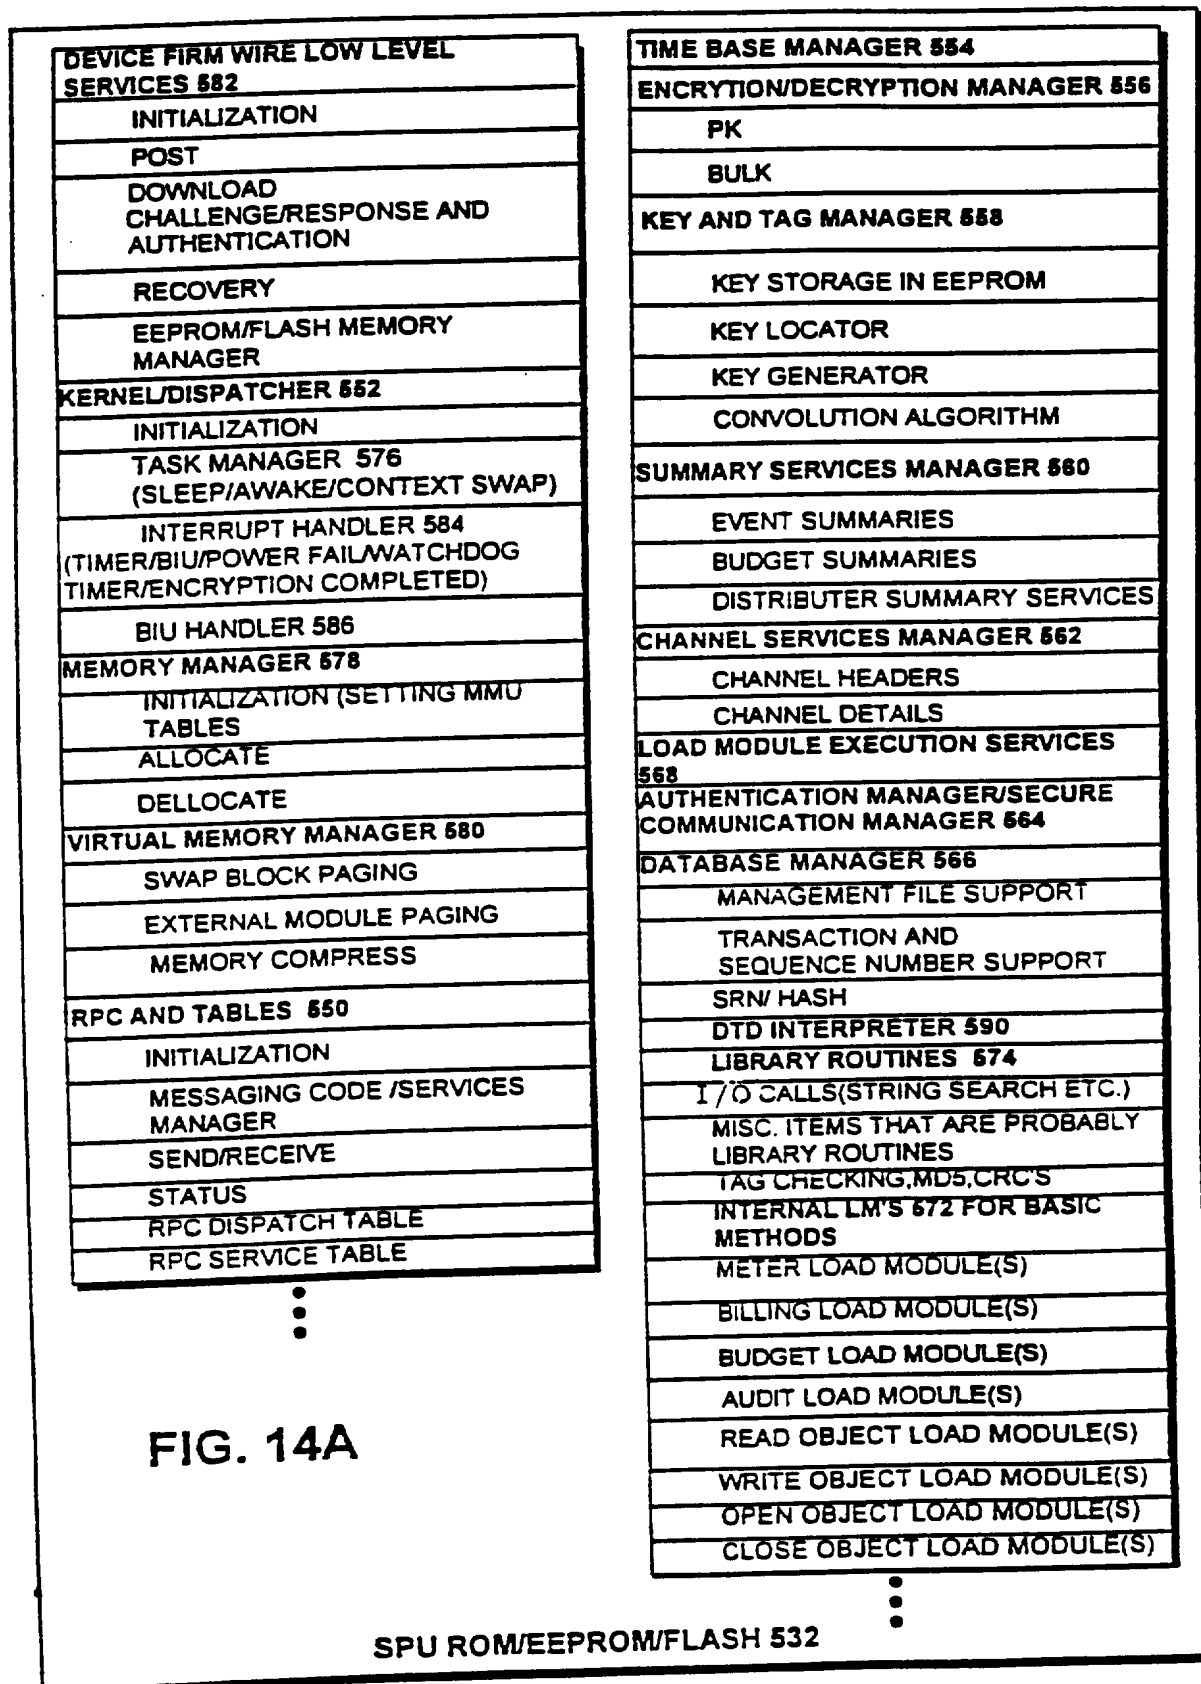 DEVICE FIRM WIRE LOW LEVEL
SERVICES 582
INITIALIZATION
POST
DOWNLOAD
CHALLENGE/RESPONSE AND
AUTHENTICATION
RECOVERY
EEPROM/FLASH MEMORY
MANAGER
KERNEL/DISPATCHER 552
INITIALIZATION
TASK MANAGER 576
(SLEEP/AWAKE/CONTEXT SWAP)
INTERRUPT HANDLER 584
(TIMER/BIU/POWER FAIL/WATCHDOG
TIMER/ENCRYPTION COMPLETED)
BIU HANDLER 586
MEMORY MANAGER 578
INITIALIZATION (SETTING MMU
TABLES
ALLOCATE
DELLOCATE
VIRTUAL MEMORY MANAGER 580
SWAP BLOCK PAGING
EXTERNAL MODULE PAGING
MEMORY COMPRESS
RPC AND TABLES 550
INITIALIZATION
MESSAGING CODE /SERVICES
MANAGER
SEND/RECEIVE
STATUS
RPC DISPATCH TABLE
RPC SERVICE TABLE
TIME BASE MANAGER 554
ENCRYTION/DECRYPTION MANAGER 556
PK
BULK
KEY AND TAG MANAGER 558
KEY STORAGE IN EEPROM
KEY LOCATOR
KEY GENERATOR
CONVOLUTION ALGORITHM
SUMMARY SERVICES MANAGER 560
EVENT SUMMARIES
BUDGET SUMMARIES
DISTRIBUTER SUMMARY SERVICES
CHANNEL SERVICES MANAGER 562
CHANNEL HEADERS
CHANNEL DETAILS
LOAD MODULE EXECUTION SERVICES
568
AUTHENTICATION MANAGER/SECURE
COMMUNICATION MANAGER 564
DATABASE MANAGER 566
MANAGEMENT FILE SUPPORT
TRANSACTION AND
SEQUENCE NUMBER SUPPORT
SRN/ HASH
DTD INTERPRETER 590
LIBRARY ROUTINES 574
I/O CALLS(STRING SEARCH ETC.)
MISC. ITEMS THAT ARE PROBABLY
LIBRARY ROUTINES
TAG CHECKING,MD5,CRC'S
INTERNAL LM'S 572 FOR BASIC
METHODS
METER LOAD MODULE(S)
BILLING LOAD MODULE(S)
BUDGET LOAD MODULE(S)
AUDIT LOAD MODULE(S)
READ OBJECT LOAD MODULE(S)
WRITE OBJECT LOAD MODULE(S)
OPEN OBJECT LOAD MODULE(S)
CLOSE OBJECT LOAD MODULE(S)
FIG. 14A
SPU ROM/EEPROM/FLASH 532